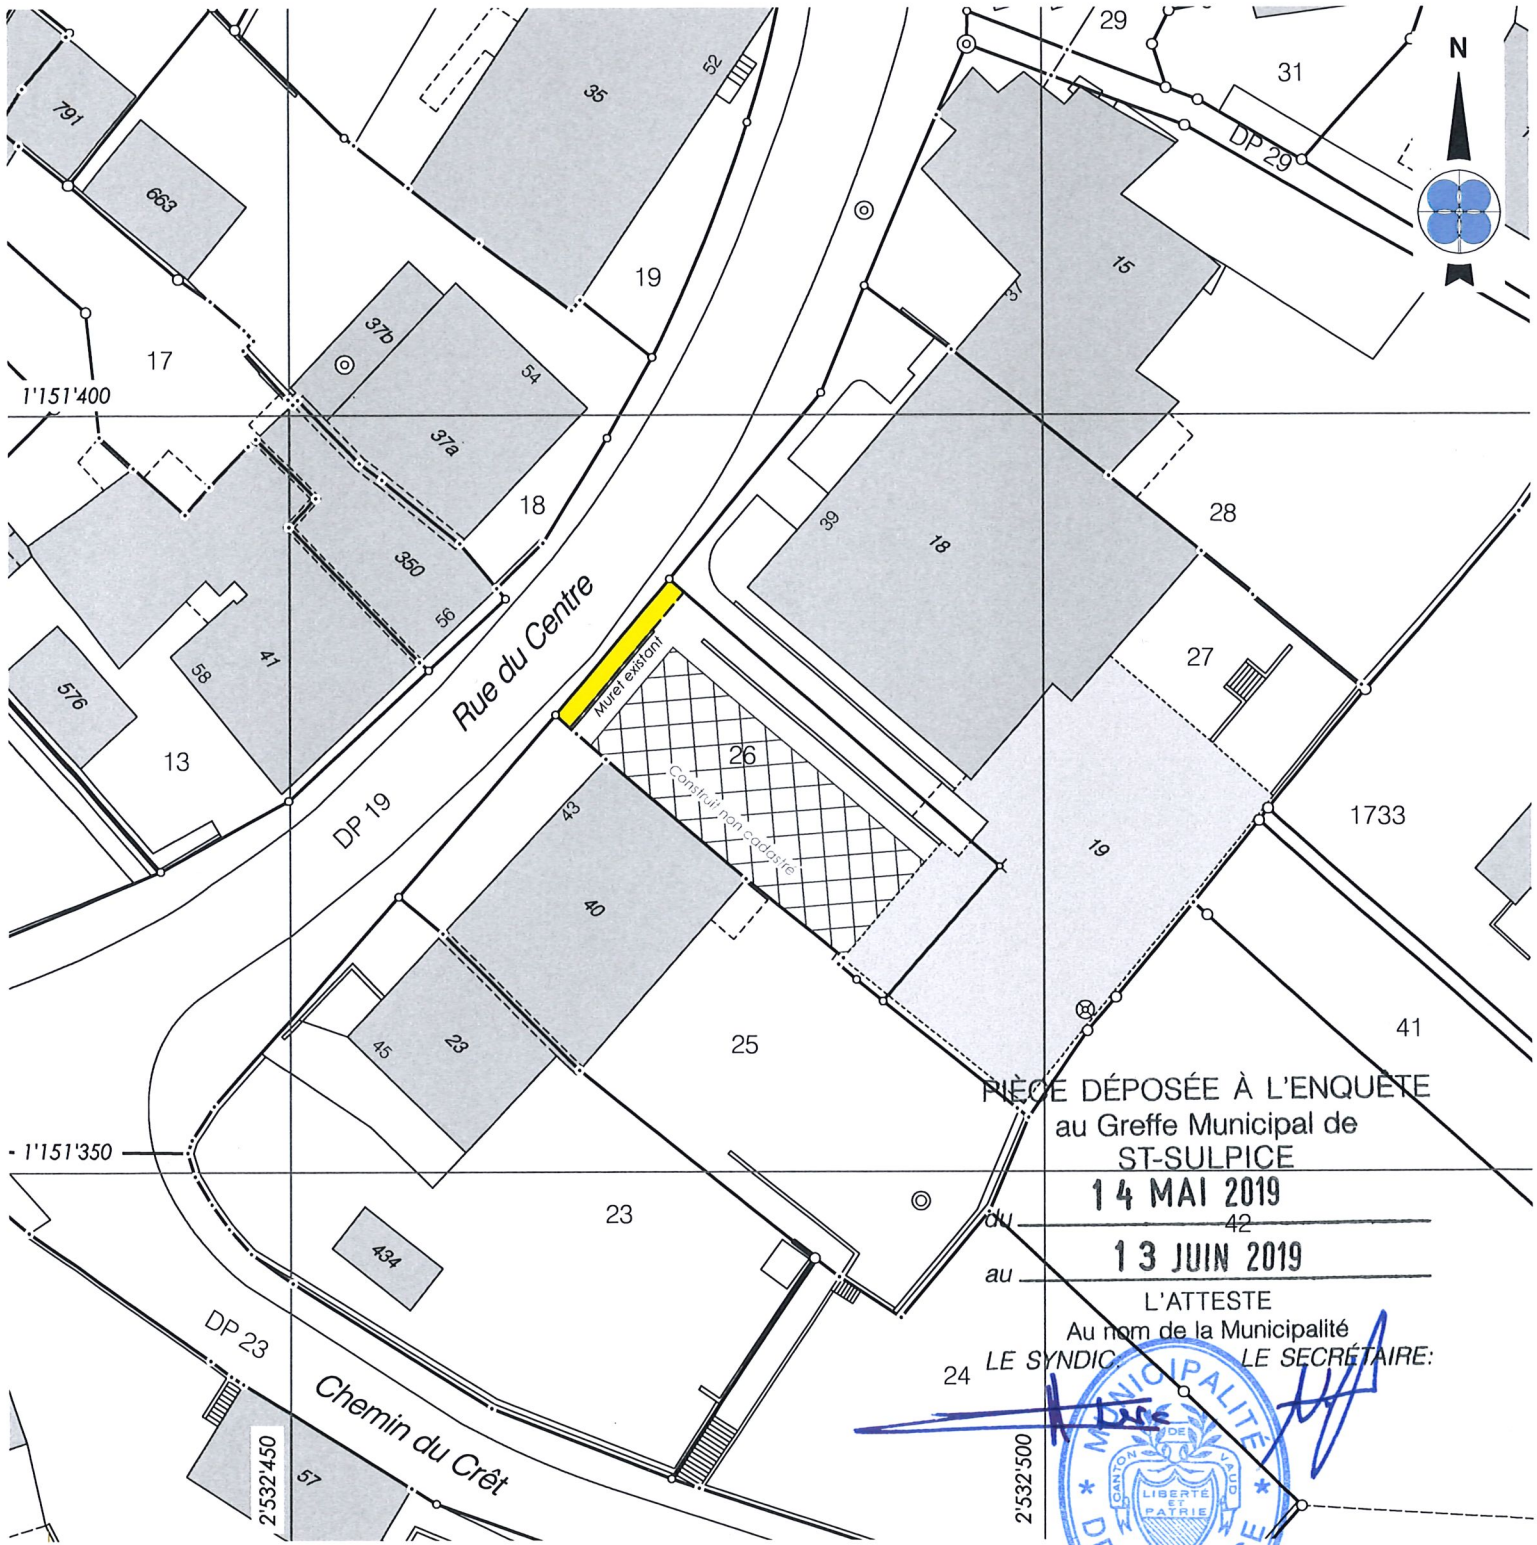 29
N
35
52
31
791
DP 29
663
15
19
37
37b
17
54
1'151'400
37a
18
28
39
18
350
56
Rue du Centre
27
41
58
Muret existant
576
26
13
Construit non cadastré
43
DP 19
1733
19
40
41
25
45
23
PIÈCE DÉPOSÉE À L'ENQUÊTE
au Greffe Municipal de
ST-SULPICE
1'151'350
14 MAI 2019
du
42
23
434
13 JUIN 2019
au
L'ATTESTE
Au nom de la Municipalité
DP 23
LE SYNDIC:
LE SECRÉTAIRE:
24
MUNICIPALITÉ
Chemin du Crêt
CANTON DE VAUD
LIBERTÉ
ET
PATRIE
57
2'532'450
2'532'500